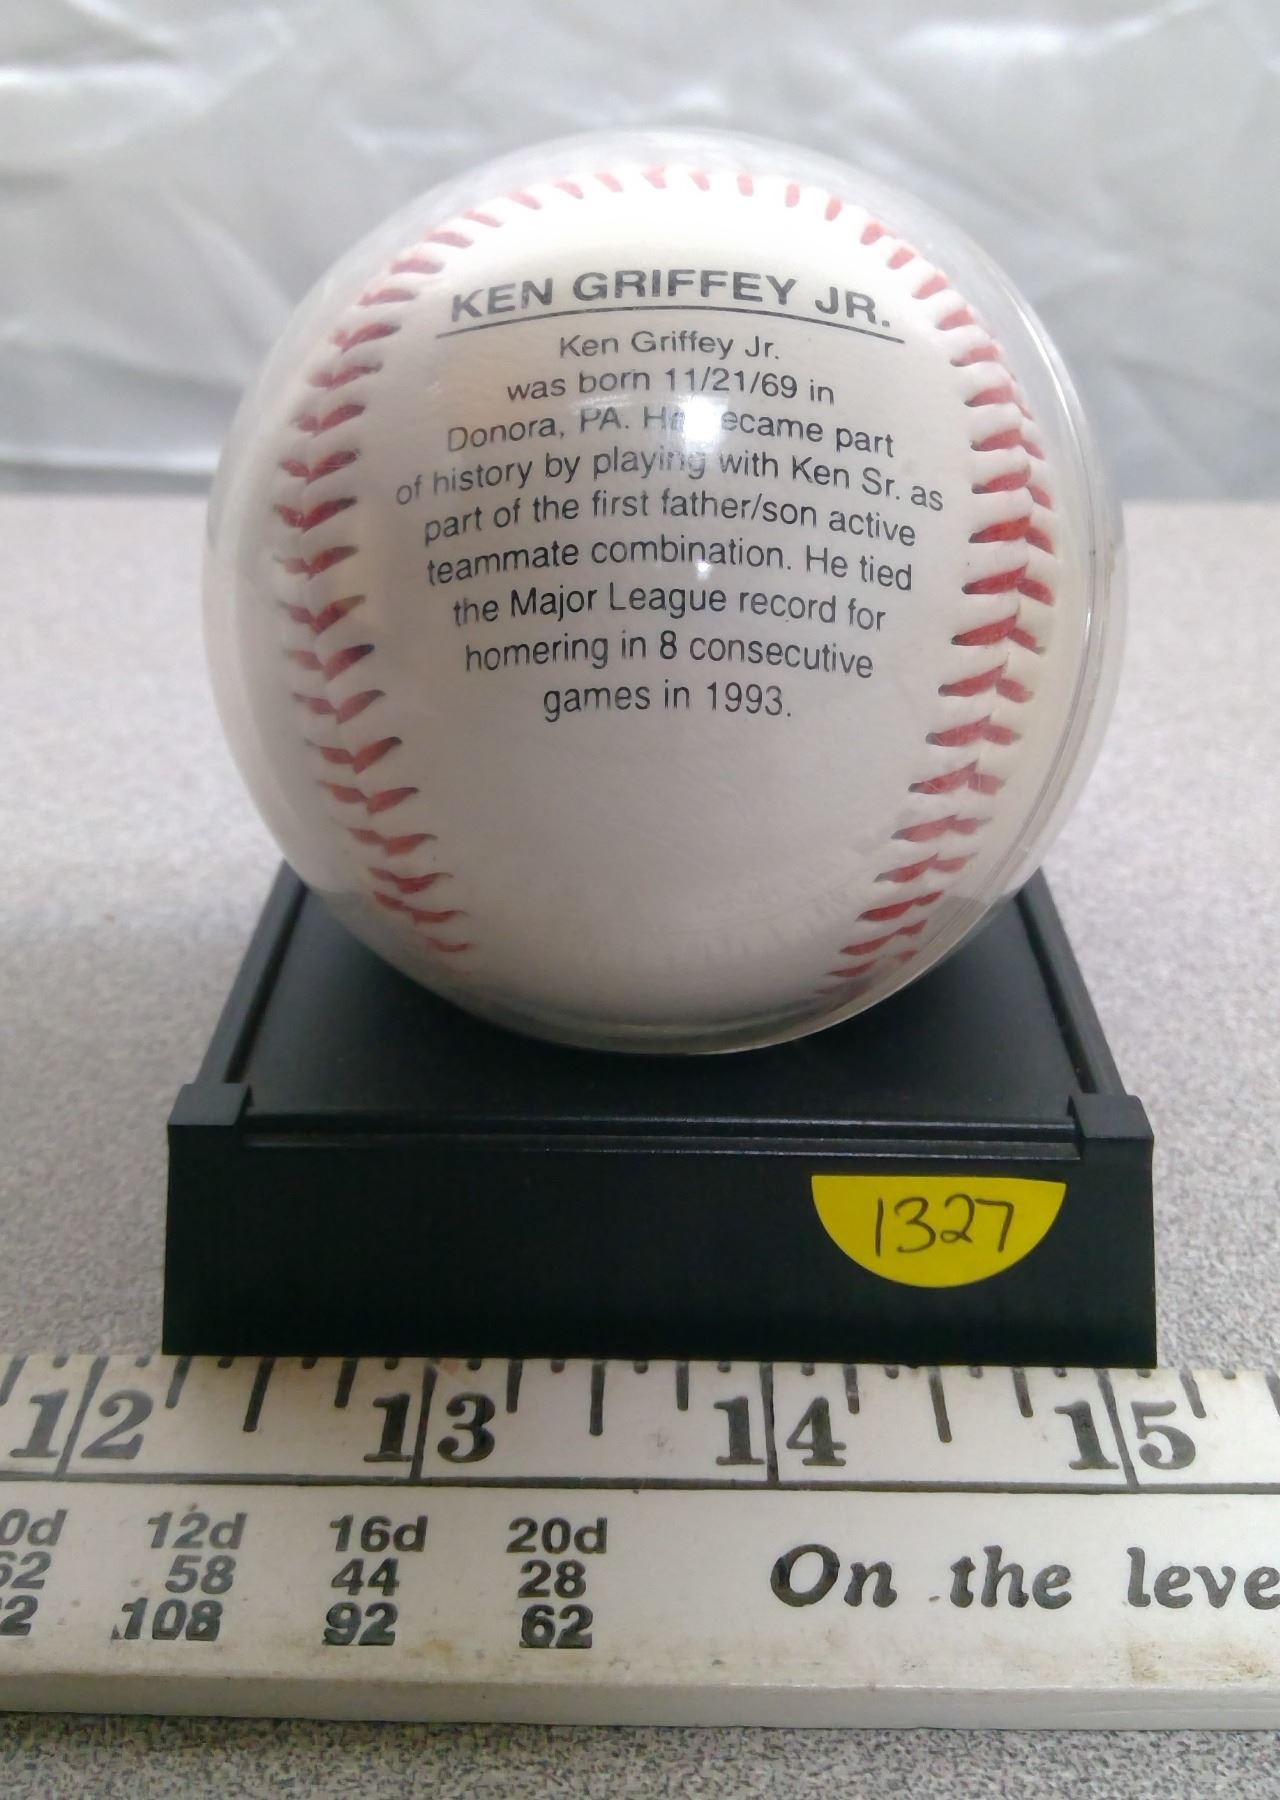 KEN GRIFFEY JR.
Ken Griffey Jr.
was born 11/21/69 in
Donora, PA. He became part
of history by playing with Ken Sr. as
part of the first father/son active
teammate combination. He tied
the Major League record for
homering in 8 consecutive
games in 1993.
1327
12 13 14 15
12d 16d 20d
58 44 28
108 92 62
On the